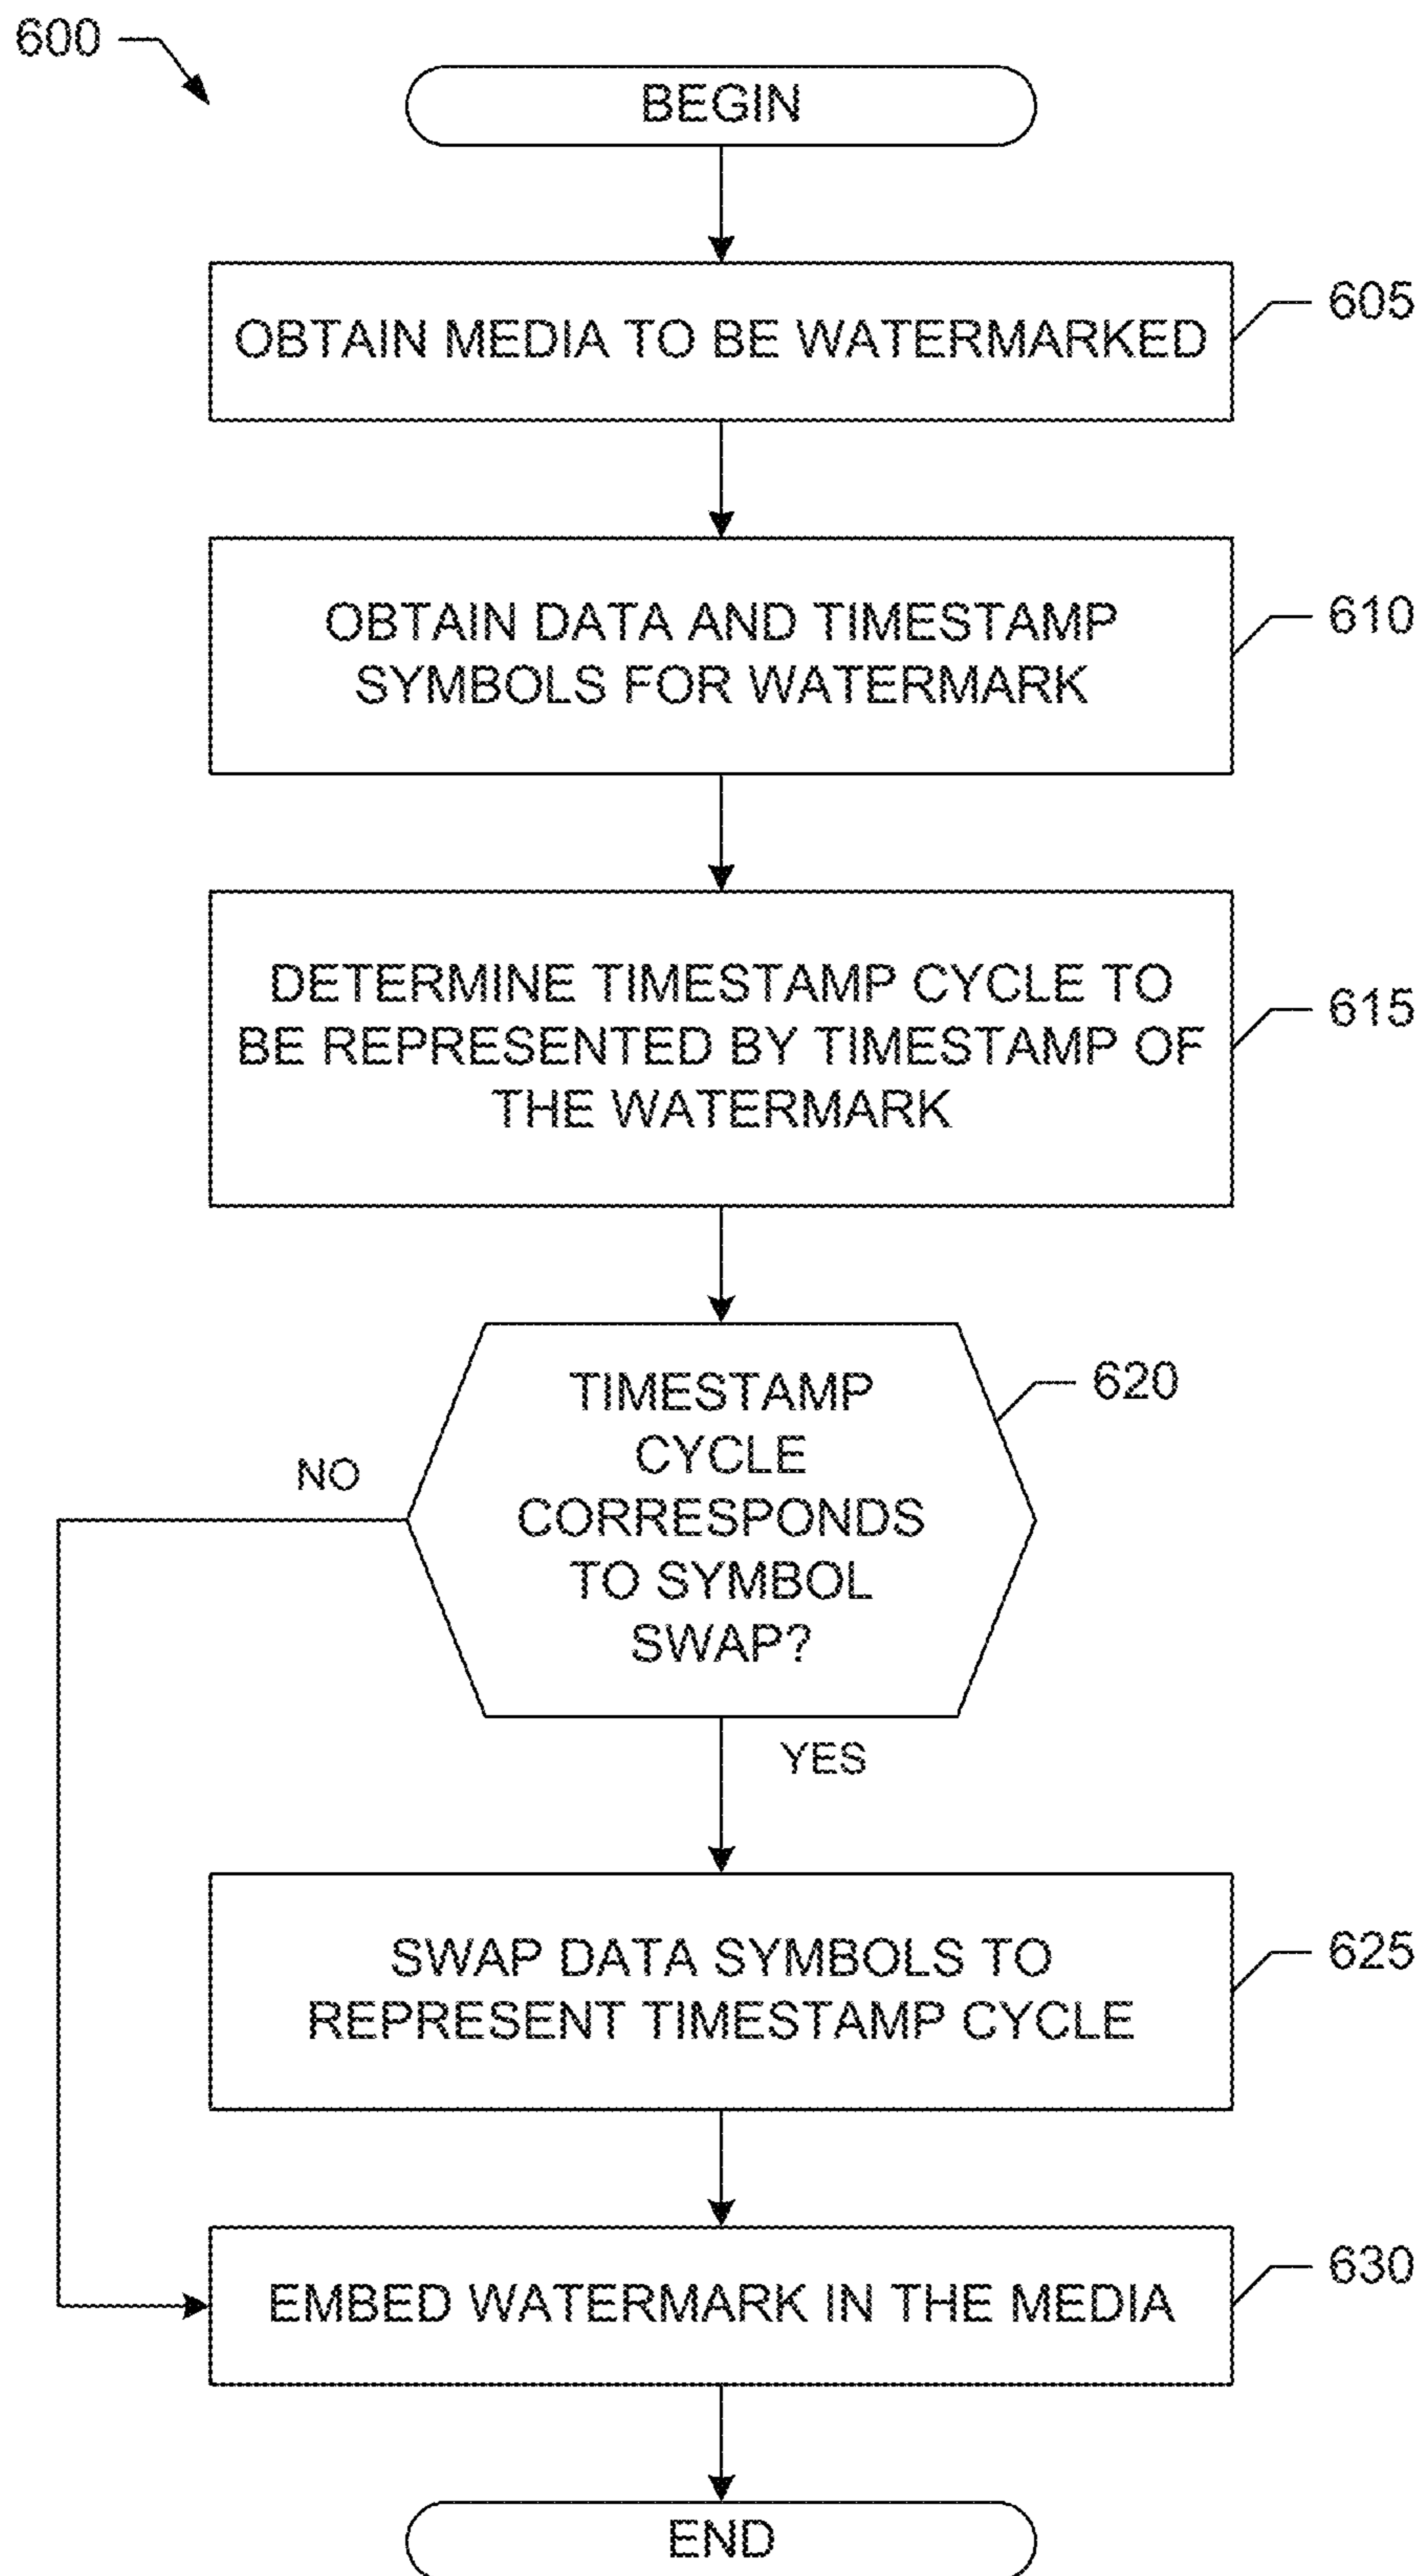 600
BEGIN
OBTAIN MEDIA TO BE WATERMARKED
605
OBTAIN DATA AND TIMESTAMP
SYMBOLS FOR WATERMARK
610
DETERMINE TIMESTAMP CYCLE TO
BE REPRESENTED BY TIMESTAMP OF
THE WATERMARK
615
TIMESTAMP
CYCLE
CORRESPONDS
TO SYMBOL
SWAP?
620
NO
YES
SWAP DATA SYMBOLS TO
REPRESENT TIMESTAMP CYCLE
625
EMBED WATERMARK IN THE MEDIA
630
END